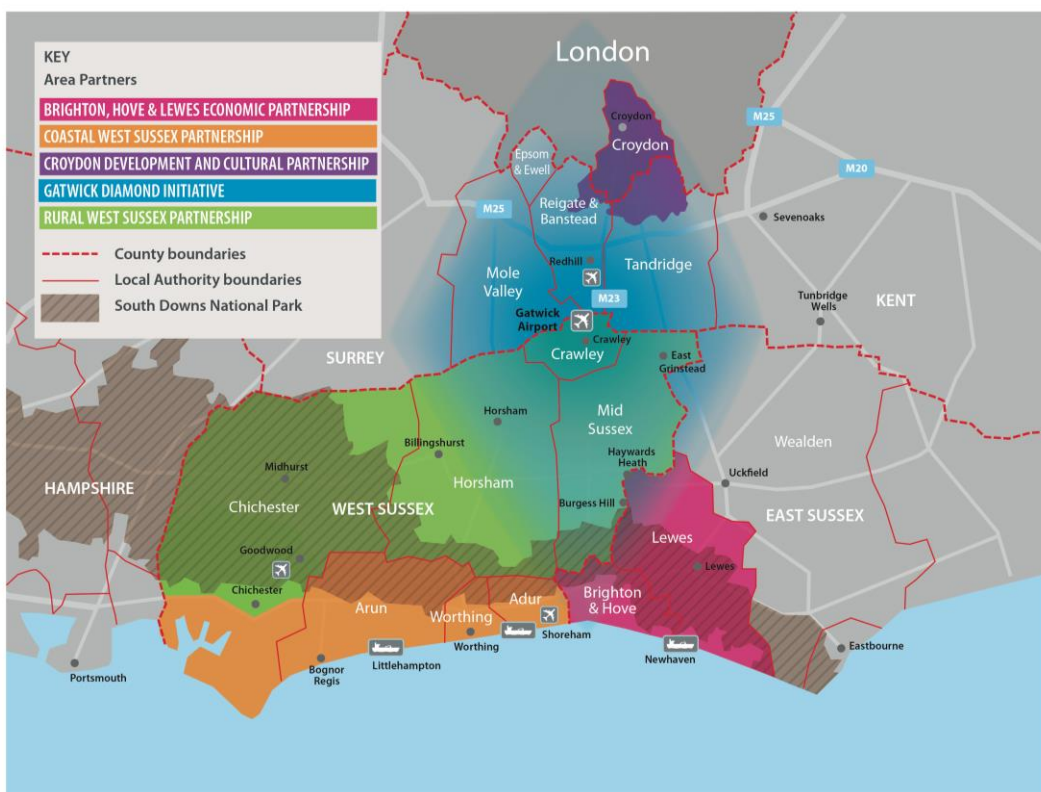 London
KEY
Area Partners
BRIGHTON, HOVE & LEWES ECONOMIC PARTNERSHIP
COASTAL WEST SUSSEX PARTNERSHIP
CROYDON DEVELOPMENT AND CULTURAL PARTNERSHIP
GATWICK DIAMOND INITIATIVE
RURAL WEST SUSSEX PARTNERSHIP
County boundaries
Local Authority boundaries
South Downs National Park
M25
Croydon
Croydon
Epsom
& Ewell
M20
Reigate &
Banstead
M25
Sevenoaks
Redhill
Tandridge
Mole
Valley
M23
Tunbridge
Wells
KENT
Gatwick
Airport
Crawley
Crawley
SURREY
East
Grinstead
Horsham
Mid
Sussex
Billingshurst
Wealden
Haywards
Heath
Midhurst
Uckfield
HAMPSHIRE
Horsham
Chichester
WEST SUSSEX
Burgess Hill
EAST SUSSEX
Lewes
Goodwood
Lewes
Chichester
Arun
Adur
Brighton
& Hove
Worthing
Shoreham
Worthing
Eastbourne
Littlehampton
Newhaven
Bognor
Regis
Portsmouth